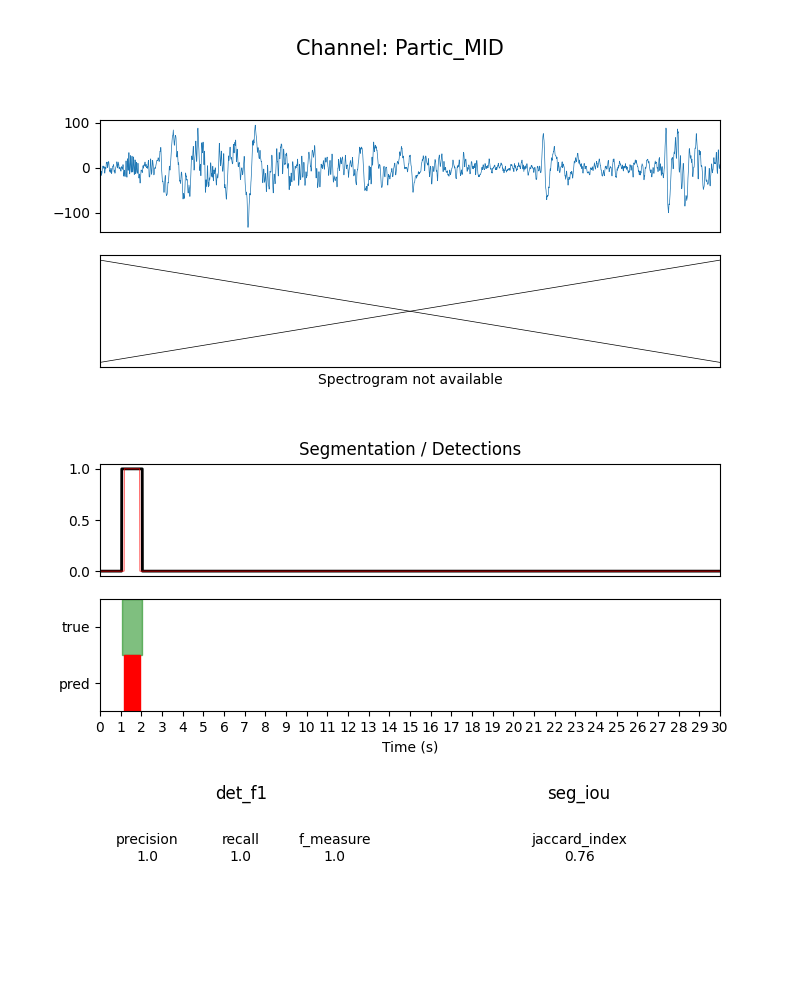 Channel: Partic_MID
100
0
−100
Spectrogram not available
Segmentation / Detections
1.0
0.5
0.0
true
pred
0 1 2 3 4 5 6 7 8 9 10 11 12 13 14 15 16 17 18 19 20 21 22 23 24 25 26 27 28 29 30
Time (s)
det_f1 seg_iou
precision recall f_measure jaccard_index
1.0 1.0 1.0 0.76